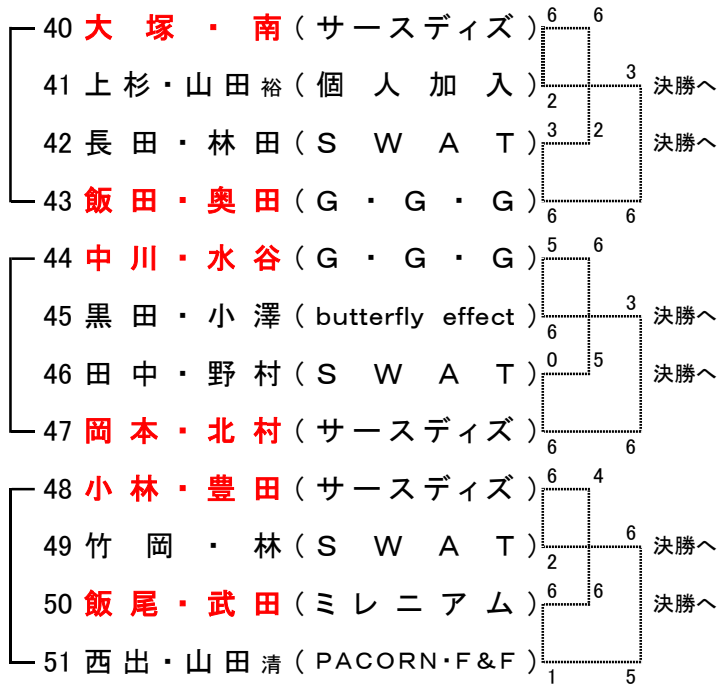 40 大塚・南(サースディズ) 6 6
3
41 上杉・山田裕(個人加入) 2 決勝へ
42 長田・林田(SWAT) 3 2 決勝へ
43 飯田・奥田(G・G・G) 6 6
44 中川・水谷(G・G・G) 5 6
3
45 黒田・小澤(butterfly effect) 6 決勝へ
46 田中・野村(SWAT) 0 5 決勝へ
47 岡本・北村(サースディズ) 6 6
48 小林・豊田(サースディズ) 6 4
6
49 竹岡・林(SWAT) 2 決勝へ
50 飯尾・武田(ミレニアム) 6 6 決勝へ
51 西出・山田清(PACORN・F&F) 1 5